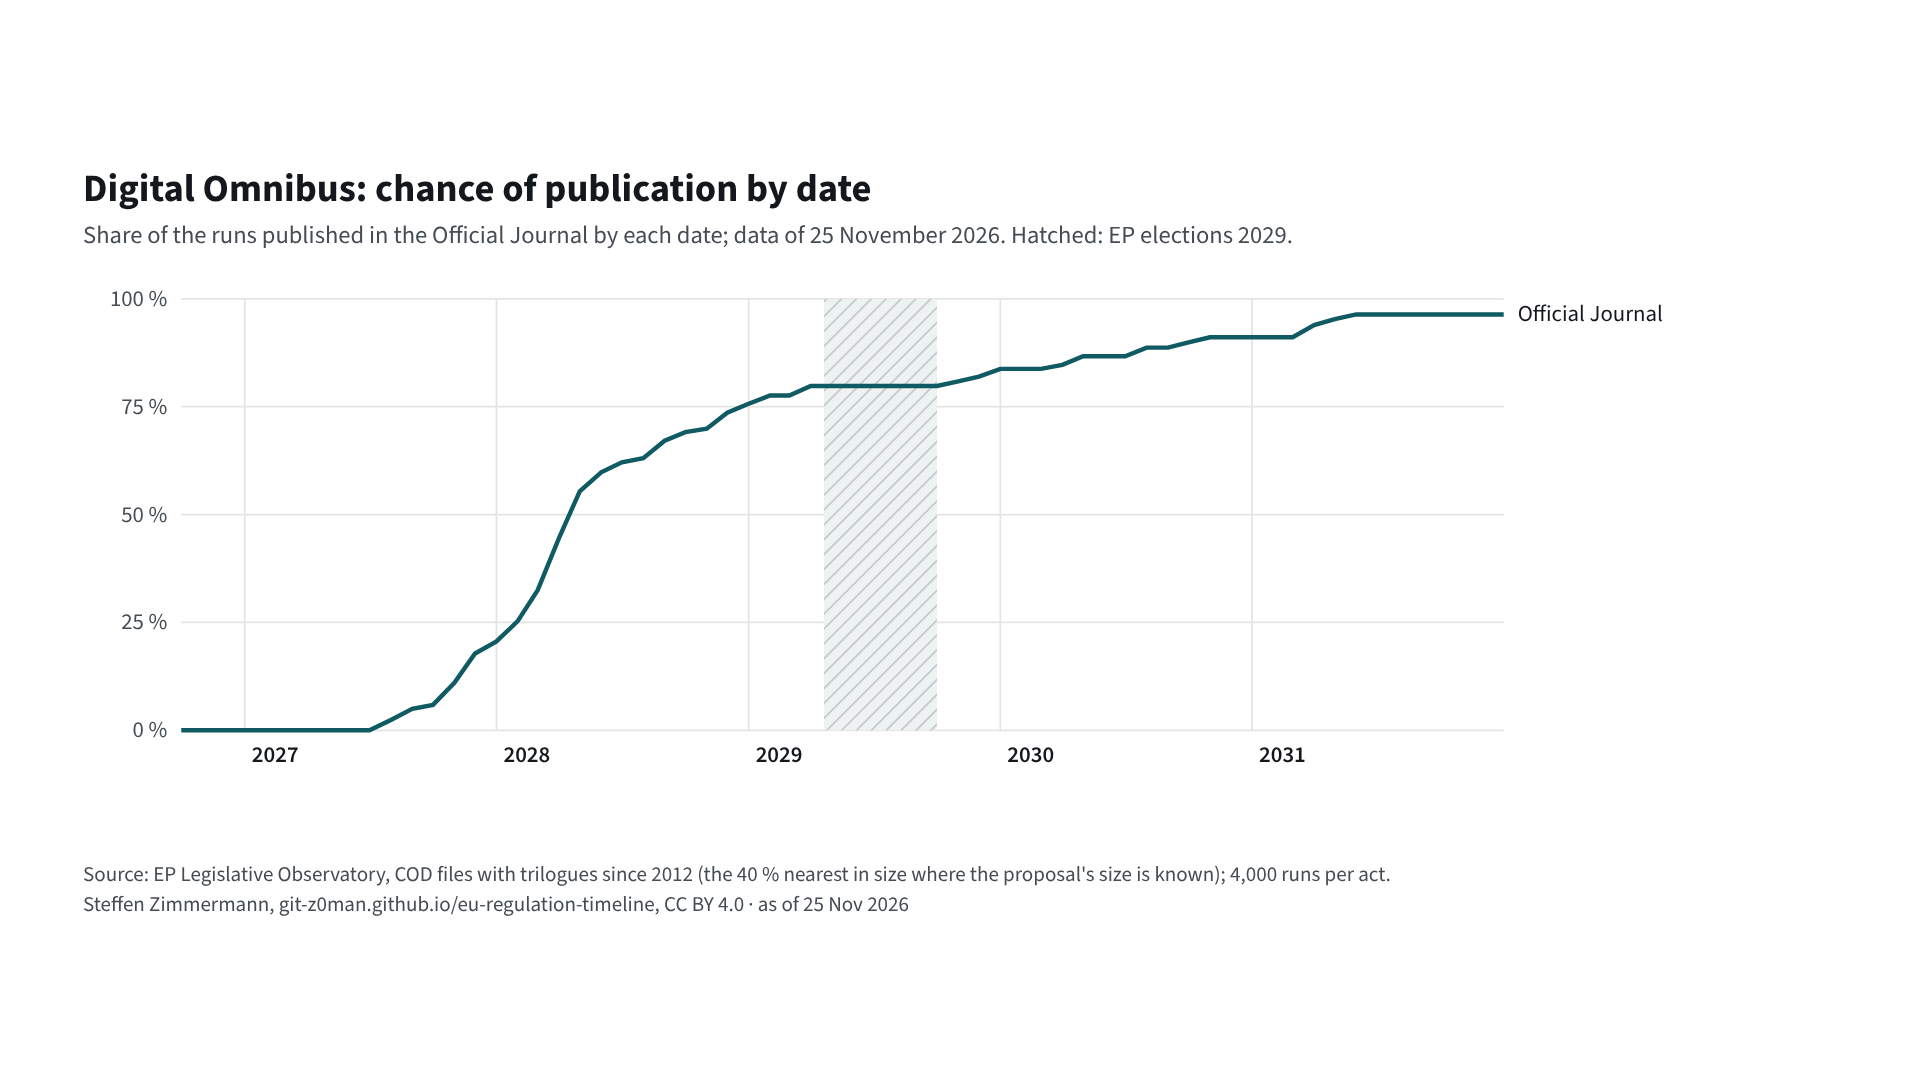 Digital Omnibus: chance of publication by date
Share of the runs published in the Official Journal by each date; data of 25 November 2026. Hatched: EP elections 2029.
100 %
Official Journal
75 %
50 %
25 %
0 %
2027 2028 2029 2030 2031
Source: EP Legislative Observatory, COD files with trilogues since 2012 (the 40 % nearest in size where the proposal's size is known); 4,000 runs per act.
Steffen Zimmermann, git-z0man.github.io/eu-regulation-timeline, CC BY 4.0 · as of 25 Nov 2026